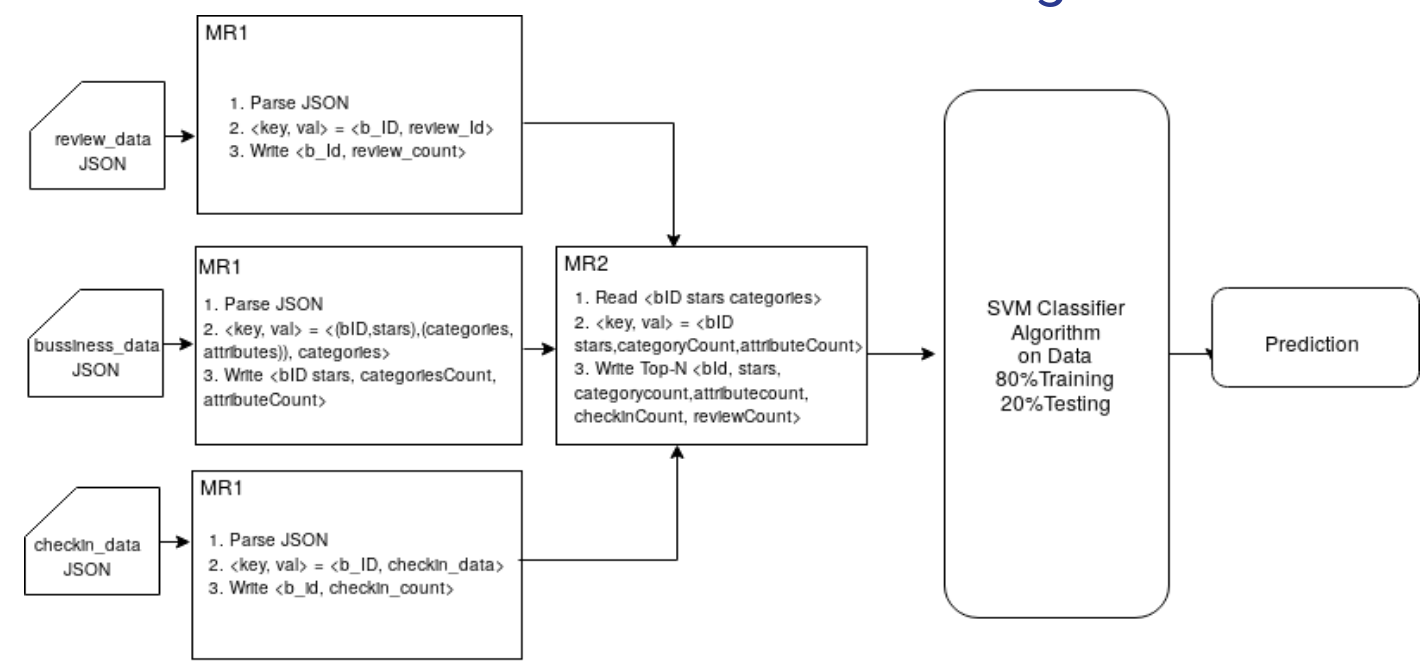 g
MR1
1. Parse JSON
2. <key, val> = <b_ID, review_Id>
3. Write <b_Id, review_count>
review_data
JSON
MR1
1. Parse JSON
2. <key, val> = <(bID,stars),(categories,
attributes)), categories>
3. Write <bID stars, categoriesCount,
attributeCount>
bussiness_data
JSON
MR2
1. Read <bID stars categories>
2. <key, val> = <bID
stars,categoryCount,attributeCount>
3. Write Top-N <bId, stars,
categorycount,attributecount,
checkinCount, reviewCount>
MR1
1. Parse JSON
2. <key, val> = <b_ID, checkin_data>
3. Write <b_id, checkin_count>
checkin_data
JSON
SVM Classifier
Algorithm
on Data
80%Training
20%Testing
Prediction